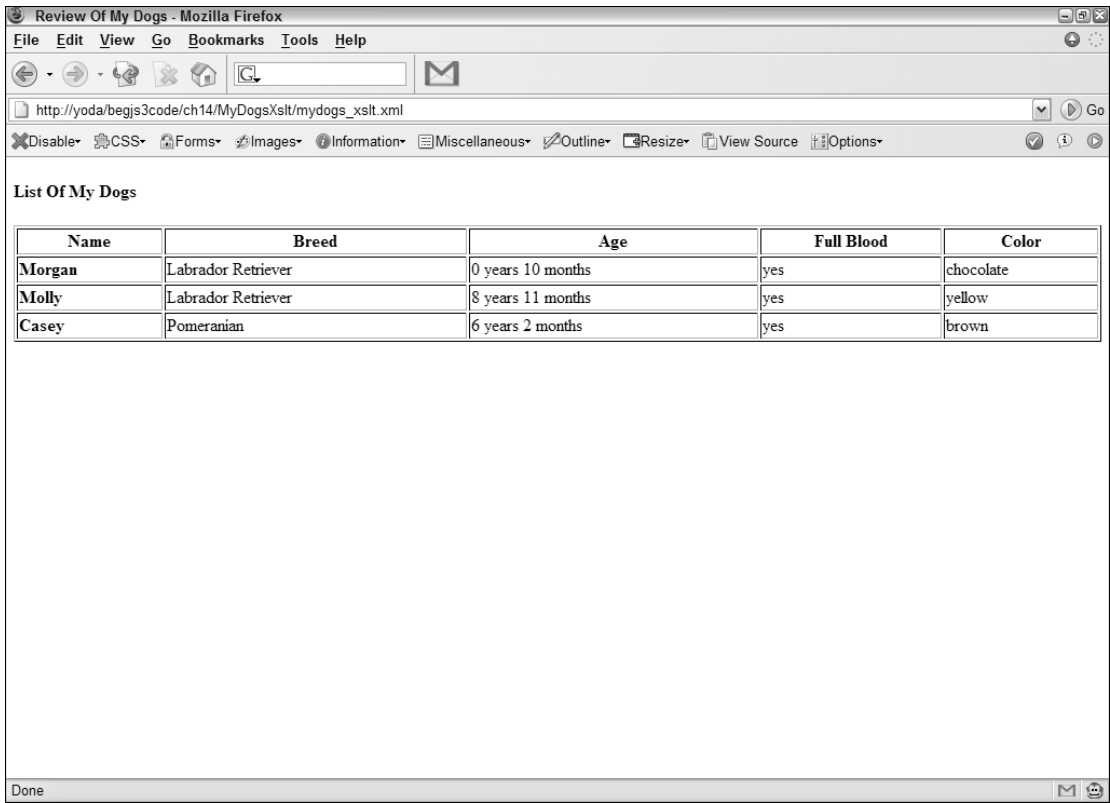 Review Of My Dogs - Mozilla Firefox
File Edit View Go Bookmarks Tools Help
G
http://yoda/begjs3code/ch14/MyDogsXslt/mydogs_xslt.xml Go
Disable CSS Forms Images Information Miscellaneous Outline Resize View Source Options
List Of My Dogs
Name Breed Age Full Blood Color
Morgan Labrador Retriever 0 years 10 months yes chocolate
Molly Labrador Retriever 8 years 11 months yes yellow
Casey Pomeranian 6 years 2 months yes brown
Done